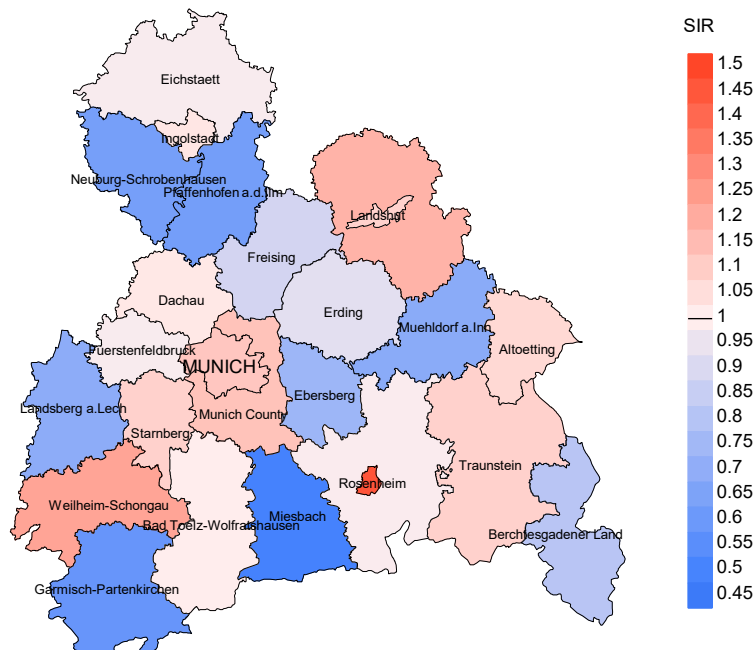 SIR
Eichstaett
Ingolstadt
Neuburg-Schrobenhausen
Pfaffenhofen a.d.Ilm
Landshut
Freising
Dachau
Erding
Muehldorf a.Inn
Altoetting
Fuerstenfeldbruck
MUNICH
Ebersberg
Landsberg a.Lech
Munich County
Starnberg
Traunstein
Rosenheim
Weilheim-Schongau
Miesbach
Bad Toelz-Wolfratshausen
Berchtesgadener Land
Garmisch-Partenkirchen
1.5
1.45
1.4
1.35
1.3
1.25
1.2
1.15
1.1
1.05
1
0.95
0.9
0.85
0.8
0.75
0.7
0.65
0.6
0.55
0.5
0.45